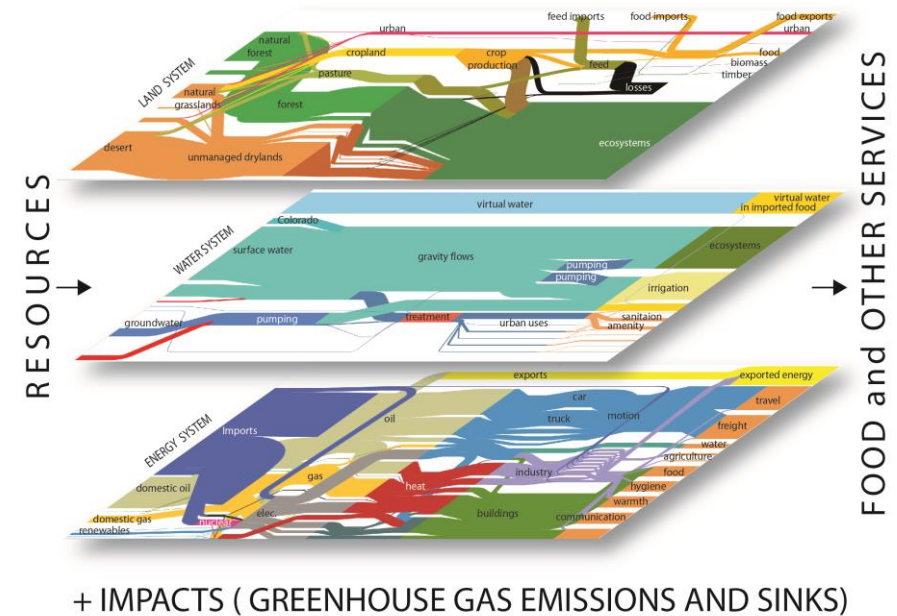 RESOURCES
FOOD and OTHER SERVICES
LAND SYSTEM
feed imports
food imports
food exports
urban
urban
natural
forest
cropland
crop
production
food
biomass
timber
pasture
feed
losses
natural
grasslands
forest
desert
unmanaged drylands
ecosystems
WATER SYSTEM
virtual water
virtual water
in imported food
Colorado
surface water
gravity flows
ecosystems
pumping
pumping
irrigation
groundwater
pumping
treatment
urban uses
sanitaion
amenity
ENERGY SYSTEM
exports
exported energy
Imports
oil
car
truck
motion
travel
freight
water
agriculture
domestic oil
gas
heat
industry
food
hygiene
warmth
domestic gas
renewables
nuclear
elec.
buildings
communication
+ IMPACTS ( GREENHOUSE GAS EMISSIONS AND SINKS)